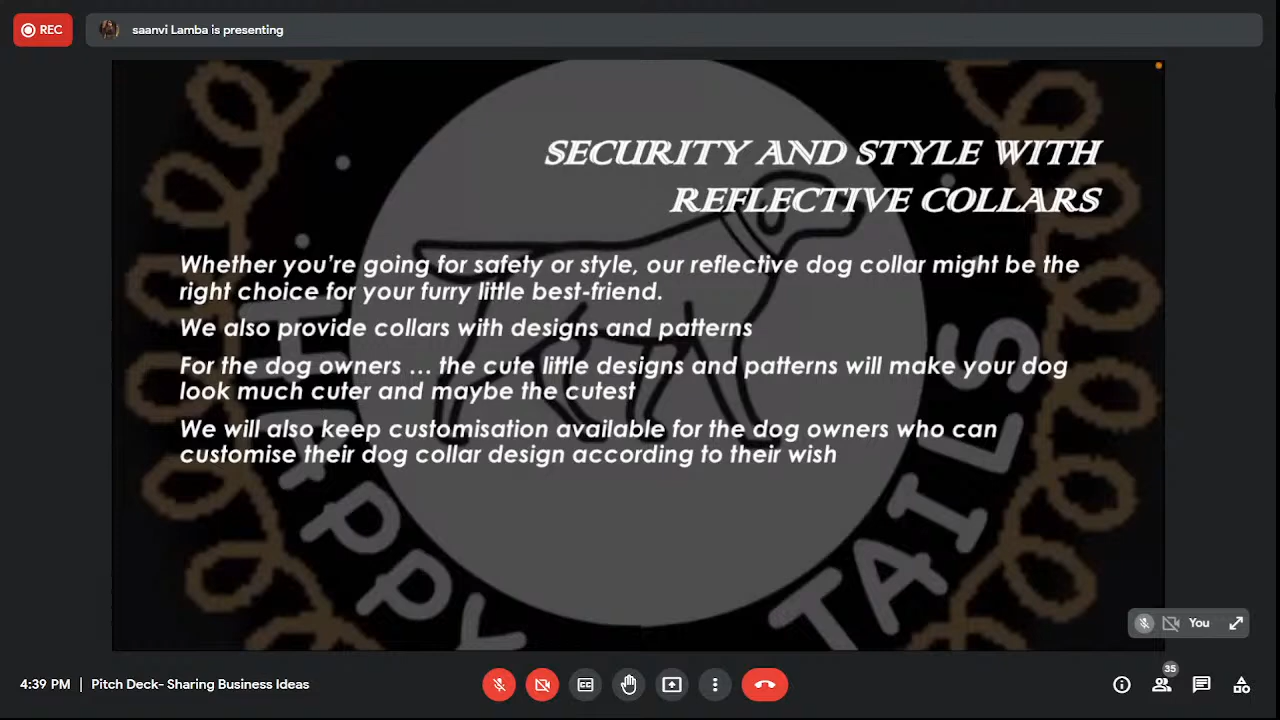 REC
saanvi Lamba is presenting
SECURITY AND STYLE WITH
REFLECTIVE COLLARS
Whether you're going for safety or style, our reflective dog collar might be the
right choice for your furry little best-friend.
We also provide collars with designs and patterns
For the dog owners ... the cute little designs and patterns will make your dog
look much cuter and maybe the cutest
We will also keep customisation available for the dog owners who can
customise their dog collar design according to their wish
HAPPY TAILS
You
4:39 PM | Pitch Deck- Sharing Business Ideas
35